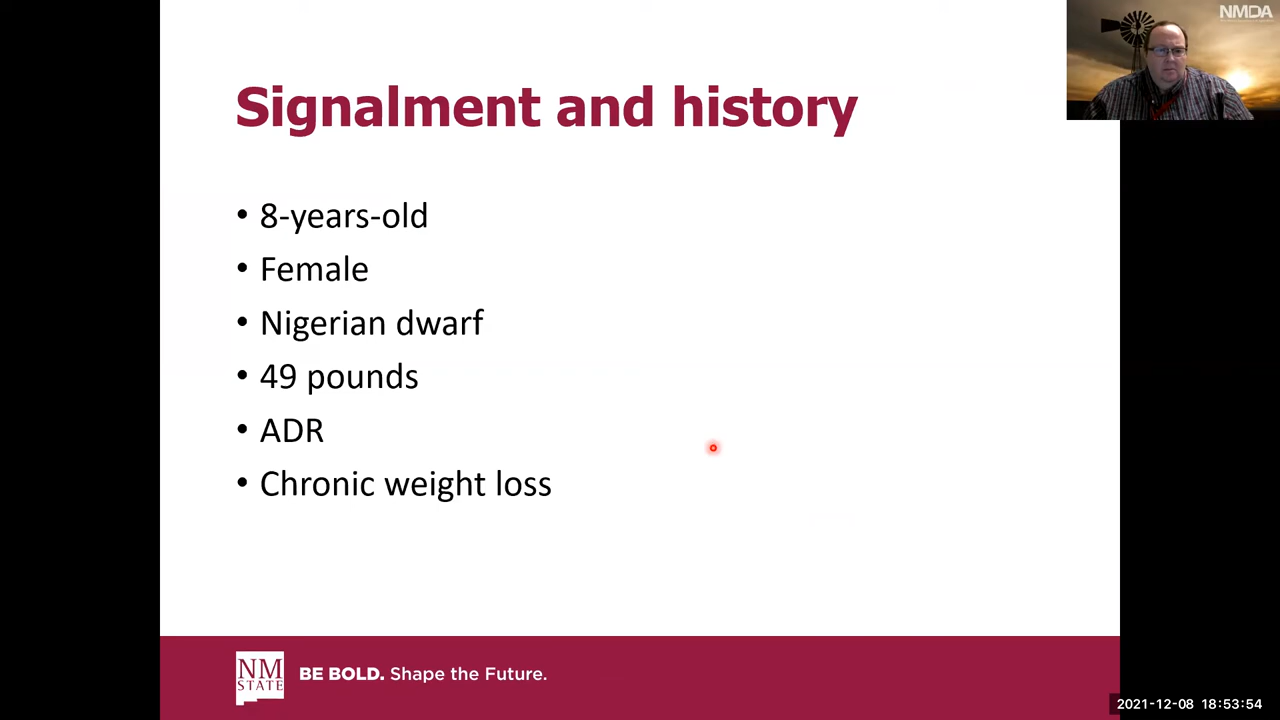 NMDA
Signalment and history
• 8-years-old
• Female
• Nigerian dwarf
• 49 pounds
• ADR
• Chronic weight loss
NM
STATE
BE BOLD. Shape the Future.
2021-12-08 18:53:54